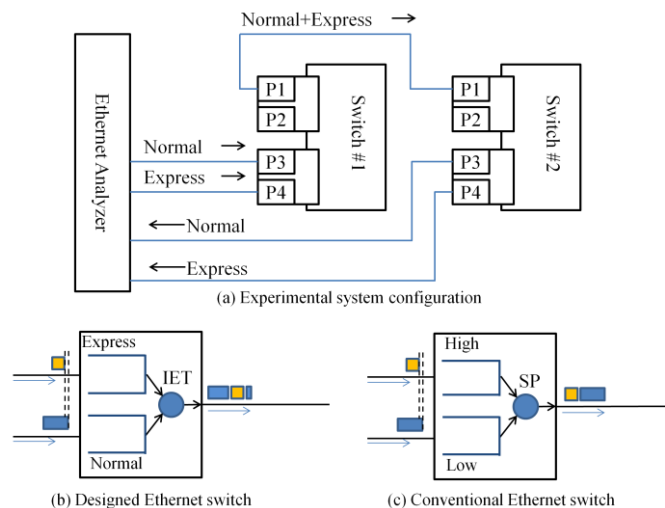 Normal+Express
Ethernet Analyzer
P1
P2
P3
P4
Switch #1
P1
P2
P3
P4
Switch #2
Normal
Express
Normal
Express
(a) Experimental system configuration
Express
IET
Normal
(b) Designed Ethernet switch
High
SP
Low
(c) Conventional Ethernet switch